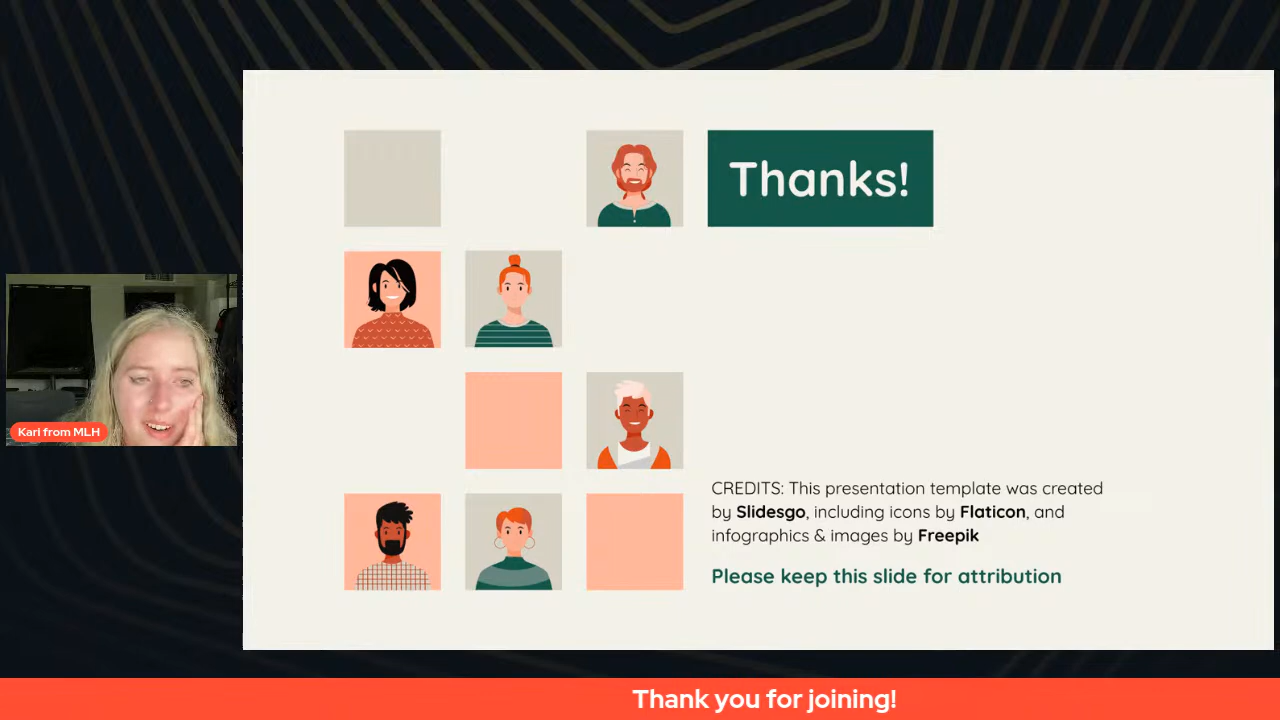 Thanks!
Kari from MLH
CREDITS: This presentation template was created
by Slidesgo, including icons by Flaticon, and
infographics & images by Freepik
Please keep this slide for attribution
Thank you for joining!